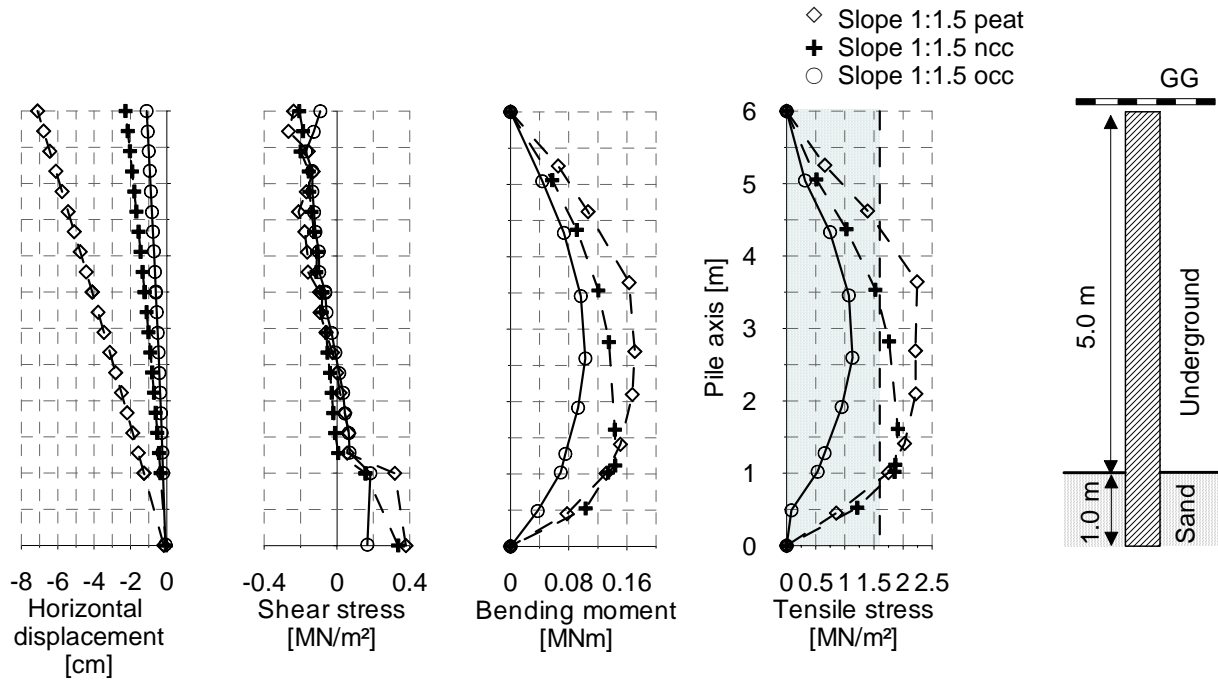 Slope 1:1.5 peat
Slope 1:1.5 ncc
Slope 1:1.5 occ
GG
6
5
4
3
2
1
0
Pile axis [m]
5.0 m
1.0 m
Underground
Sand
-8 -6 -4 -2 0
Horizontal
displacement
[cm]
-0.4 0 0.4
Shear stress
[MN/m²]
0 0.08 0.16
Bending moment
[MNm]
0 0.5 1 1.5 2 2.5
Tensile stress
[MN/m²]